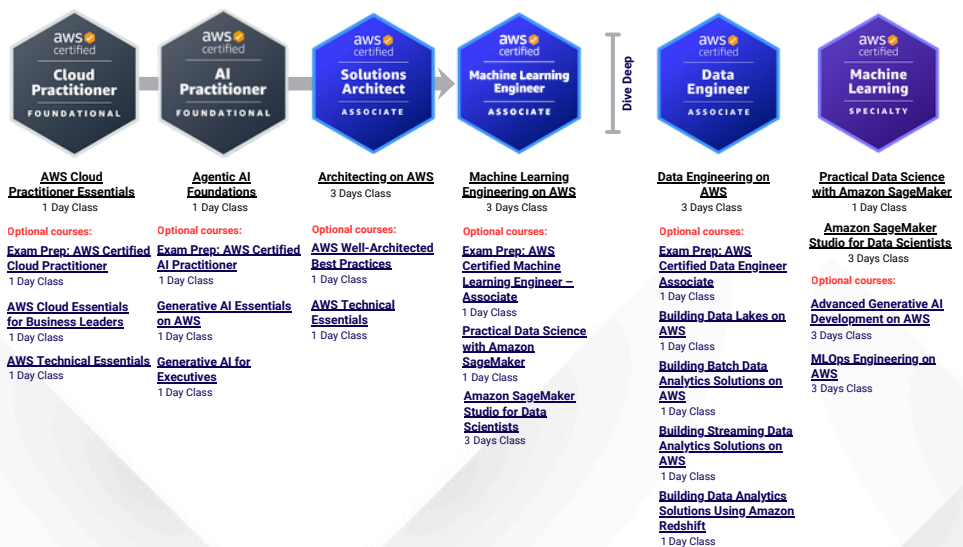 aws
certified
Cloud
Practitioner
FOUNDATIONAL
aws
certified
AI
Practitioner
FOUNDATIONAL
aws
certified
Solutions
Architect
ASSOCIATE
aws
certified
Machine Learning
Engineer
ASSOCIATE
Dive Deep
aws
certified
Data
Engineer
ASSOCIATE
aws
certified
Machine
Learning
SPECIALTY
AWS Cloud
Practitioner Essentials
1 Day Class
Optional courses:
Exam Prep: AWS Certified
Cloud Practitioner
1 Day Class
AWS Cloud Essentials
for Business Leaders
1 Day Class
AWS Technical Essentials
1 Day Class
Agentic AI
Foundations
1 Day Class
Optional courses:
Exam Prep: AWS Certified
AI Practitioner
1 Day Class
Generative AI Essentials
on AWS
1 Day Class
Generative AI for
Executives
1 Day Class
Architecting on AWS
3 Days Class
Optional courses:
AWS Well-Architected
Best Practices
1 Day Class
AWS Technical
Essentials
1 Day Class
Machine Learning
Engineering on AWS
3 Days Class
Optional courses:
Exam Prep: AWS
Certified Machine
Learning Engineer –
Associate
1 Day Class
Practical Data Science
with Amazon
SageMaker
1 Day Class
Amazon SageMaker
Studio for Data
Scientists
3 Days Class
Data Engineering on
AWS
3 Days Class
Optional courses:
Exam Prep: AWS
Certified Data Engineer
Associate
1 Day Class
Building Data Lakes on
AWS
1 Day Class
Building Batch Data
Analytics Solutions on
AWS
1 Day Class
Building Streaming Data
Analytics Solutions on
AWS
1 Day Class
Building Data Analytics
Solutions Using Amazon
Redshift
1 Day Class
Practical Data Science
with Amazon SageMaker
1 Day Class
Amazon SageMaker
Studio for Data Scientists
3 Days Class
Optional courses:
Advanced Generative AI
Development on AWS
3 Days Class
MLOps Engineering on
AWS
3 Days Class